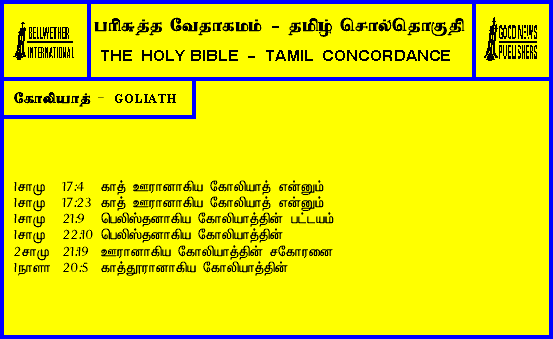 BELLWETHER
INTERNATIONAL
பரிசுத்த வேதாகமம் - தமிழ் சொல்தொகுதி
THE HOLY BIBLE - TAMIL CONCORDANCE
GOOD NEWS
PUBLISHERS
கோலியாத் - GOLIATH
1சாமு 17:4 காத் ஊரானாகிய கோலியாத் என்னும்
1சாமு 17:23 காத் ஊரானாகிய கோலியாத் என்னும்
1சாமு 21:9 பெலிஸ்தனாகிய கோலியாத்தின் பட்டயம்
1சாமு 22:10 பெலிஸ்தனாகிய கோலியாத்தின்
2சாமு 21:19 ஊரானாகிய கோலியாத்தின் சகோரனை
1நாளா 20:5 காத்தூரானாகிய கோலியாத்தின்